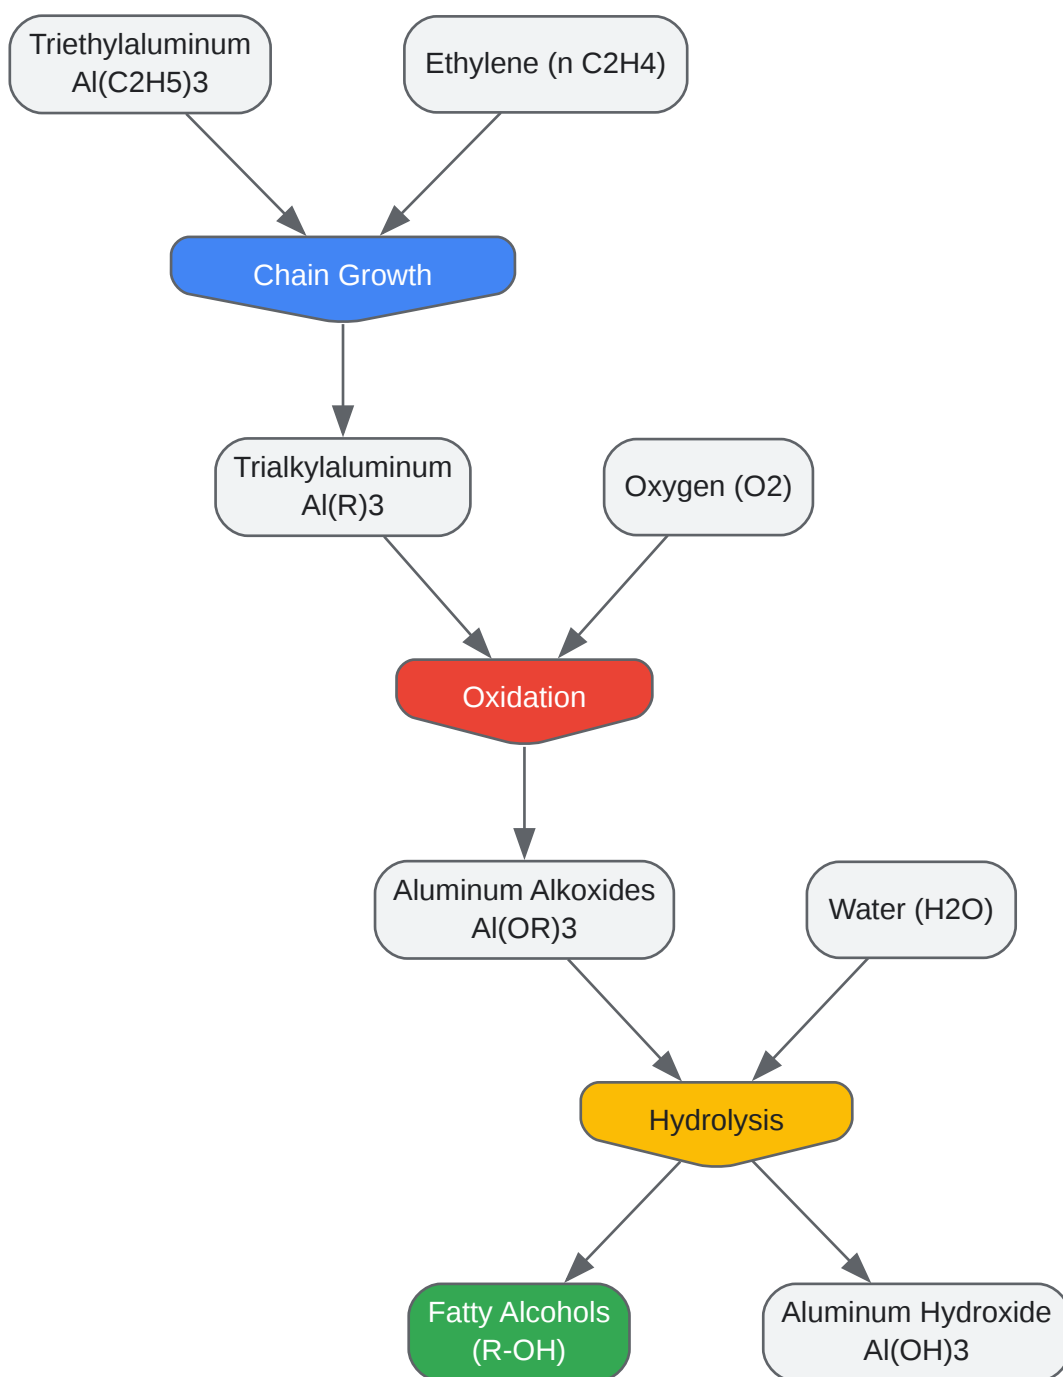 Triethylaluminum
Al(C2H5)3
Ethylene (n C2H4)
Chain Growth
Trialkylaluminum
Al(R)3
Oxygen (O2)
Oxidation
Aluminum Alkoxides
Al(OR)3
Water (H2O)
Hydrolysis
Fatty Alcohols
(R-OH)
Aluminum Hydroxide
Al(OH)3